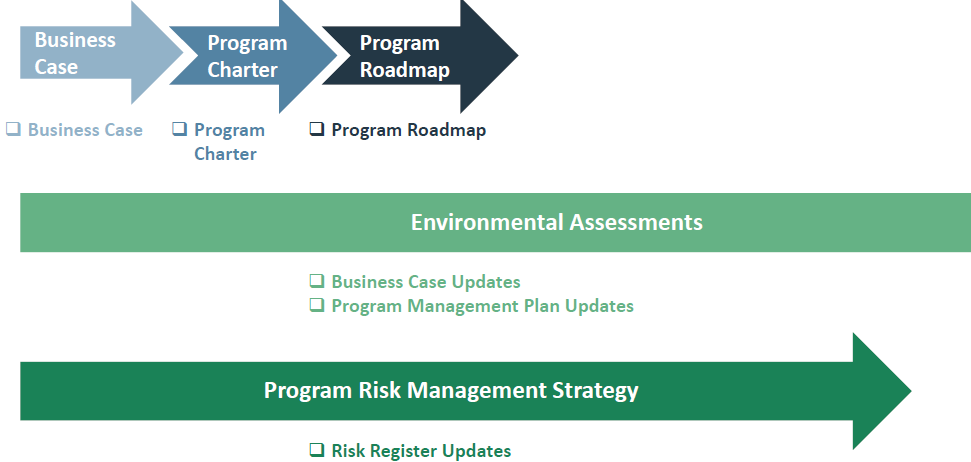 Business
Case
Program
Charter
Program
Roadmap
❑ Business Case
❑ Program
Charter
❑ Program Roadmap
Environmental Assessments
❑ Business Case Updates
❑ Program Management Plan Updates
Program Risk Management Strategy
❑ Risk Register Updates